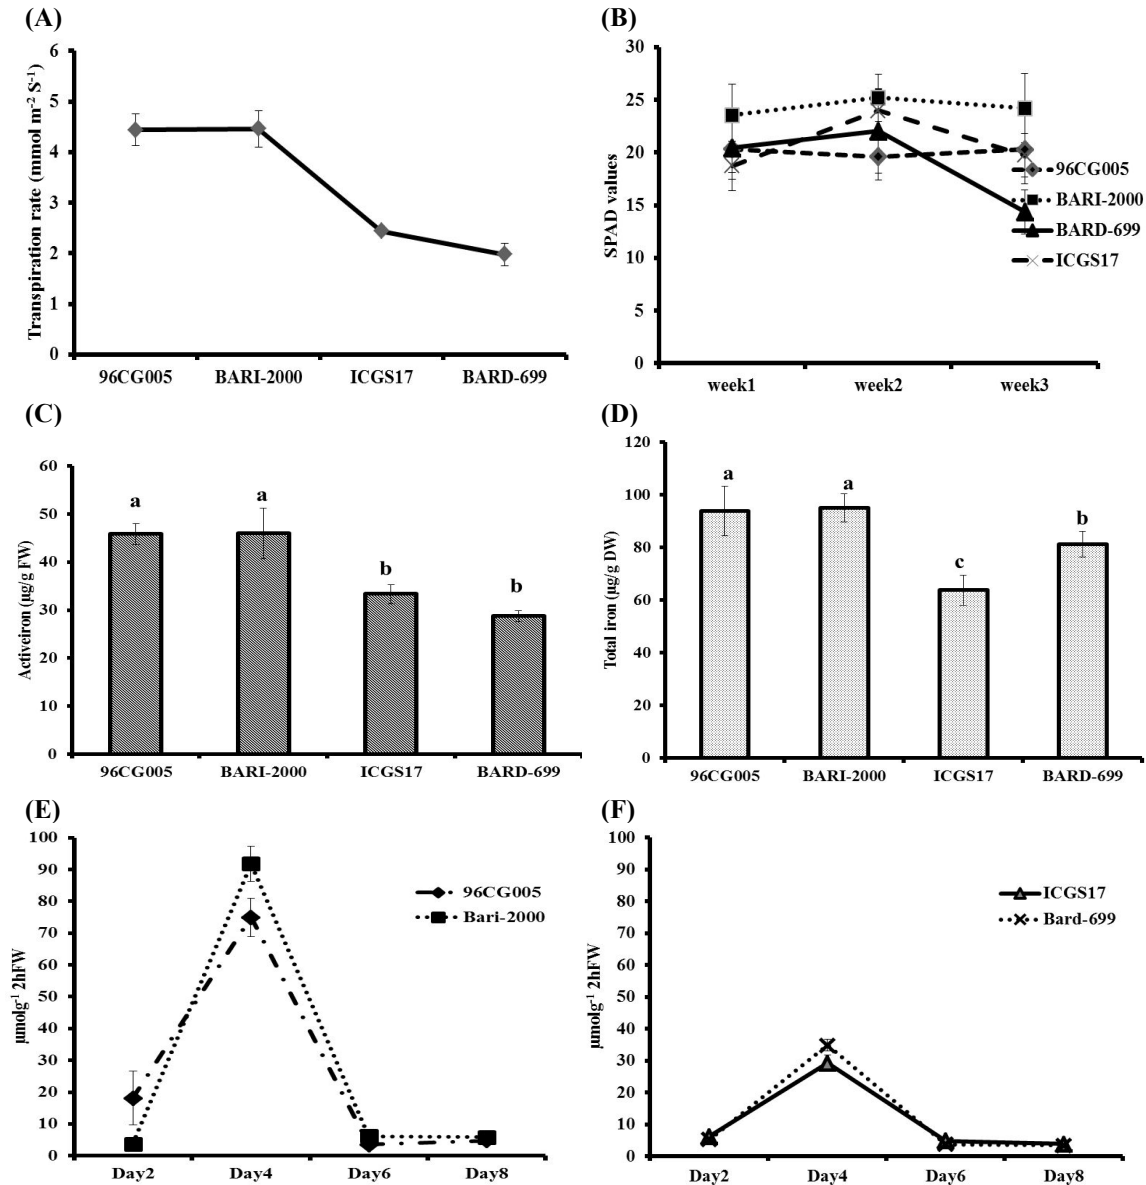 (A)
Transpiration rate (mmol m⁻² S⁻¹)
6
5
4
3
2
1
0
96CG005 BARI-2000 ICGS17 BARD-699
(B)
SPAD values
30
25
20
15
10
5
0
week1 week2 week3
96CG005
BARI-2000
BARD-699
ICGS17
(C)
Activeiron (µg/g FW)
60
50
40
30
20
10
0
a a b b
96CG005 BARI-2000 ICGS17 BARD-699
(D)
Total iron (µg/g DW)
120
100
80
60
40
20
0
a a c b
96CG005 BARI-2000 ICGS17 BARD-699
(E)
µmolg⁻¹ 2hFW
100
90
80
70
60
50
40
30
20
10
0
Day2 Day4 Day6 Day8
96CG005
Bari-2000
(F)
µmolg⁻¹ 2hFW
100
90
80
70
60
50
40
30
20
10
0
Day2 Day4 Day6 Day8
ICGS17
Bard-699